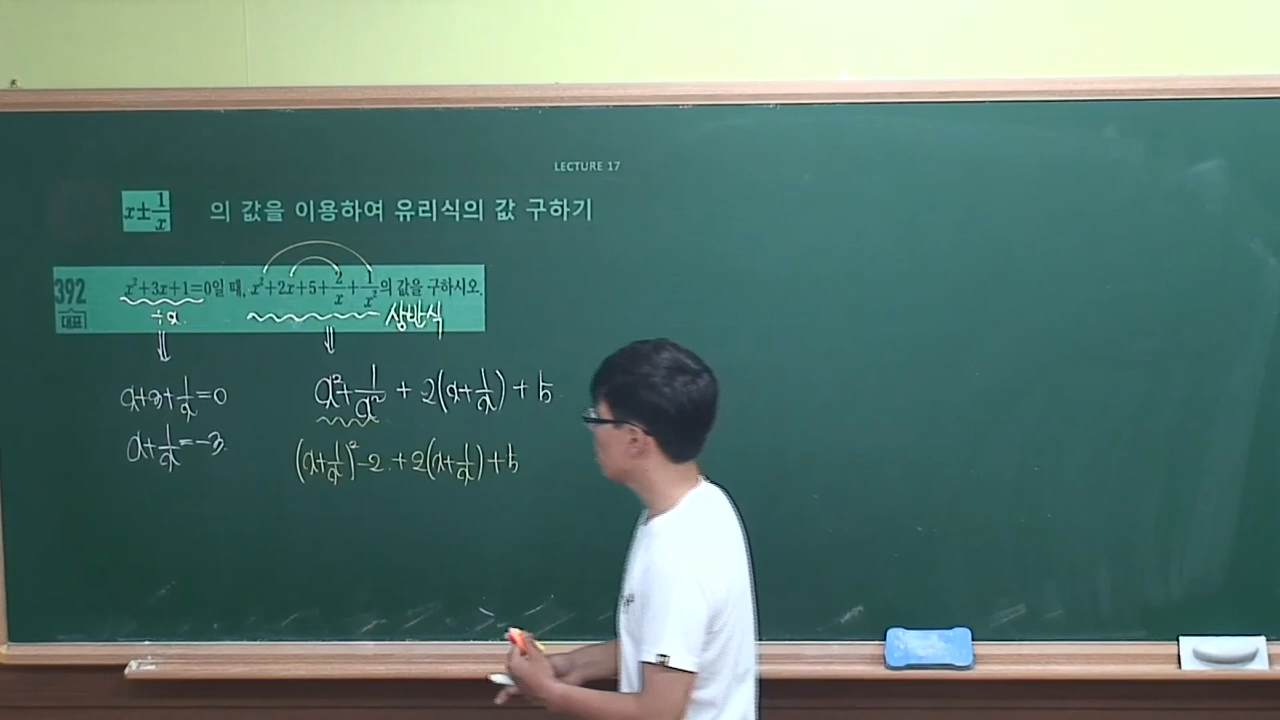 LECTURE 17
x±1/x 의 값을 이용하여 유리식의 값 구하기
392 x²+3x+1=0일 때, x²+2x+5+2/x+1/x²의 값을 구하시오.
대표 ÷x 상반식
x+3+1/x=0 x²+1/x²+2(x+1/x)+5
x+1/x=-3 (x+1/x)²-2+2(x+1/x)+5